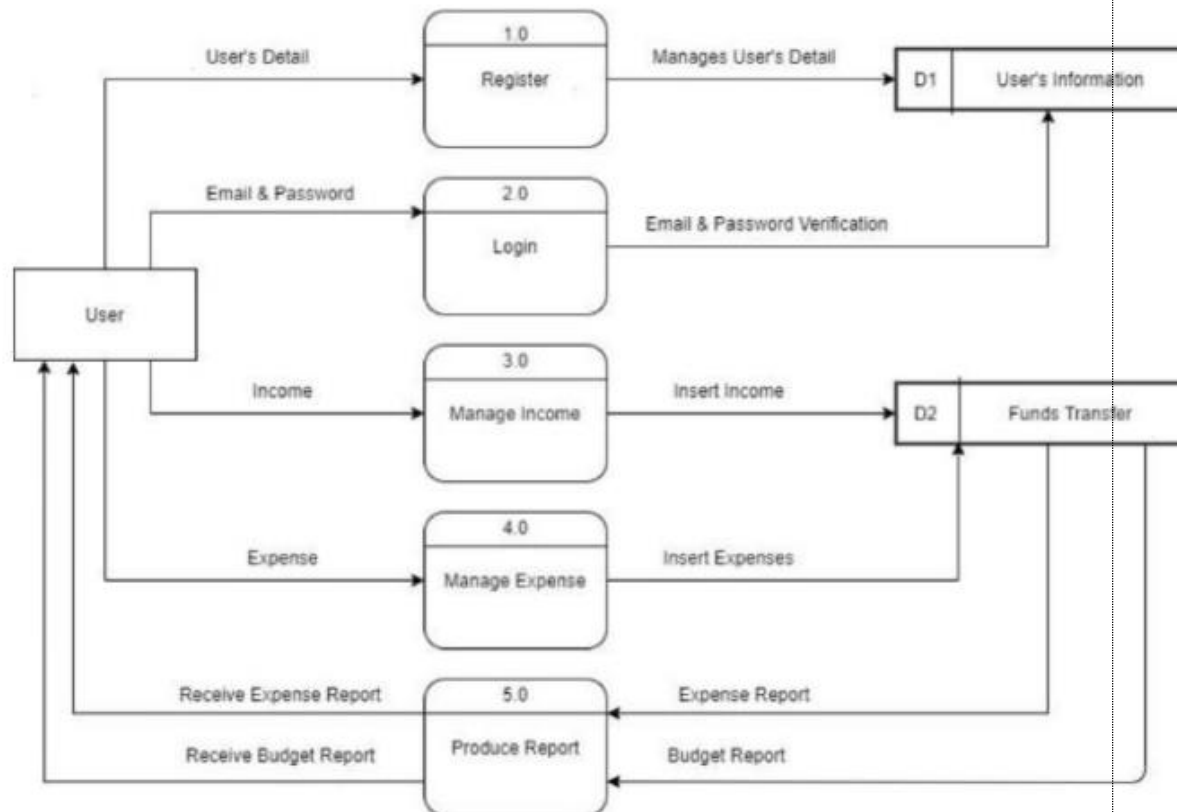 1.0
User's Detail
Manages User's Detail
Register
D1
User's Information
2.0
Email & Password
Email & Password Verification
Login
User
3.0
Income
Insert Income
Manage Income
D2
Funds Transfer
4.0
Expense
Insert Expenses
Manage Expense
5.0
Receive Expense Report
Expense Report
Produce Report
Receive Budget Report
Budget Report